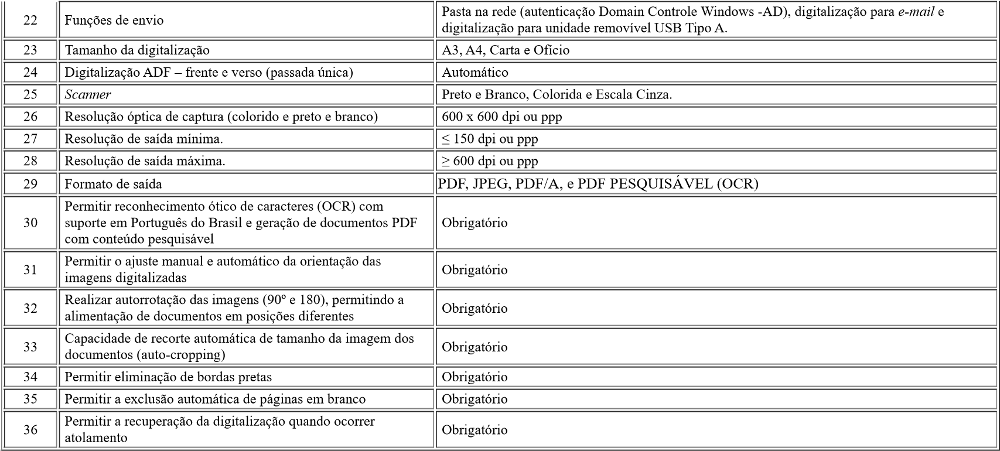 22 Funções de envio Pasta na rede (autenticação Domain Controle Windows -AD), digitalização para e-mail e
digitalização para unidade removível USB Tipo A.
23 Tamanho da digitalização A3, A4, Carta e Ofício
24 Digitalização ADF – frente e verso (passada única) Automático
25 Scanner Preto e Branco, Colorida e Escala Cinza.
26 Resolução óptica de captura (colorido e preto e branco) 600 x 600 dpi ou ppp
27 Resolução de saída mínima. ≤ 150 dpi ou ppp
28 Resolução de saída máxima. ≥ 600 dpi ou ppp
29 Formato de saída PDF, JPEG, PDF/A, e PDF PESQUISÁVEL (OCR)
Permitir reconhecimento ótico de caracteres (OCR) com
30 suporte em Português do Brasil e geração de documentos PDF Obrigatório
com conteúdo pesquisável
31 Permitir o ajuste manual e automático da orientação das
imagens digitalizadas Obrigatório
32 Realizar autorrotação das imagens (90º e 180), permitindo a
alimentação de documentos em posições diferentes Obrigatório
33 Capacidade de recorte automática de tamanho da imagem dos
documentos (auto-cropping) Obrigatório
34 Permitir eliminação de bordas pretas Obrigatório
35 Permitir a exclusão automática de páginas em branco Obrigatório
36 Permitir a recuperação da digitalização quando ocorrer
atolamento Obrigatório